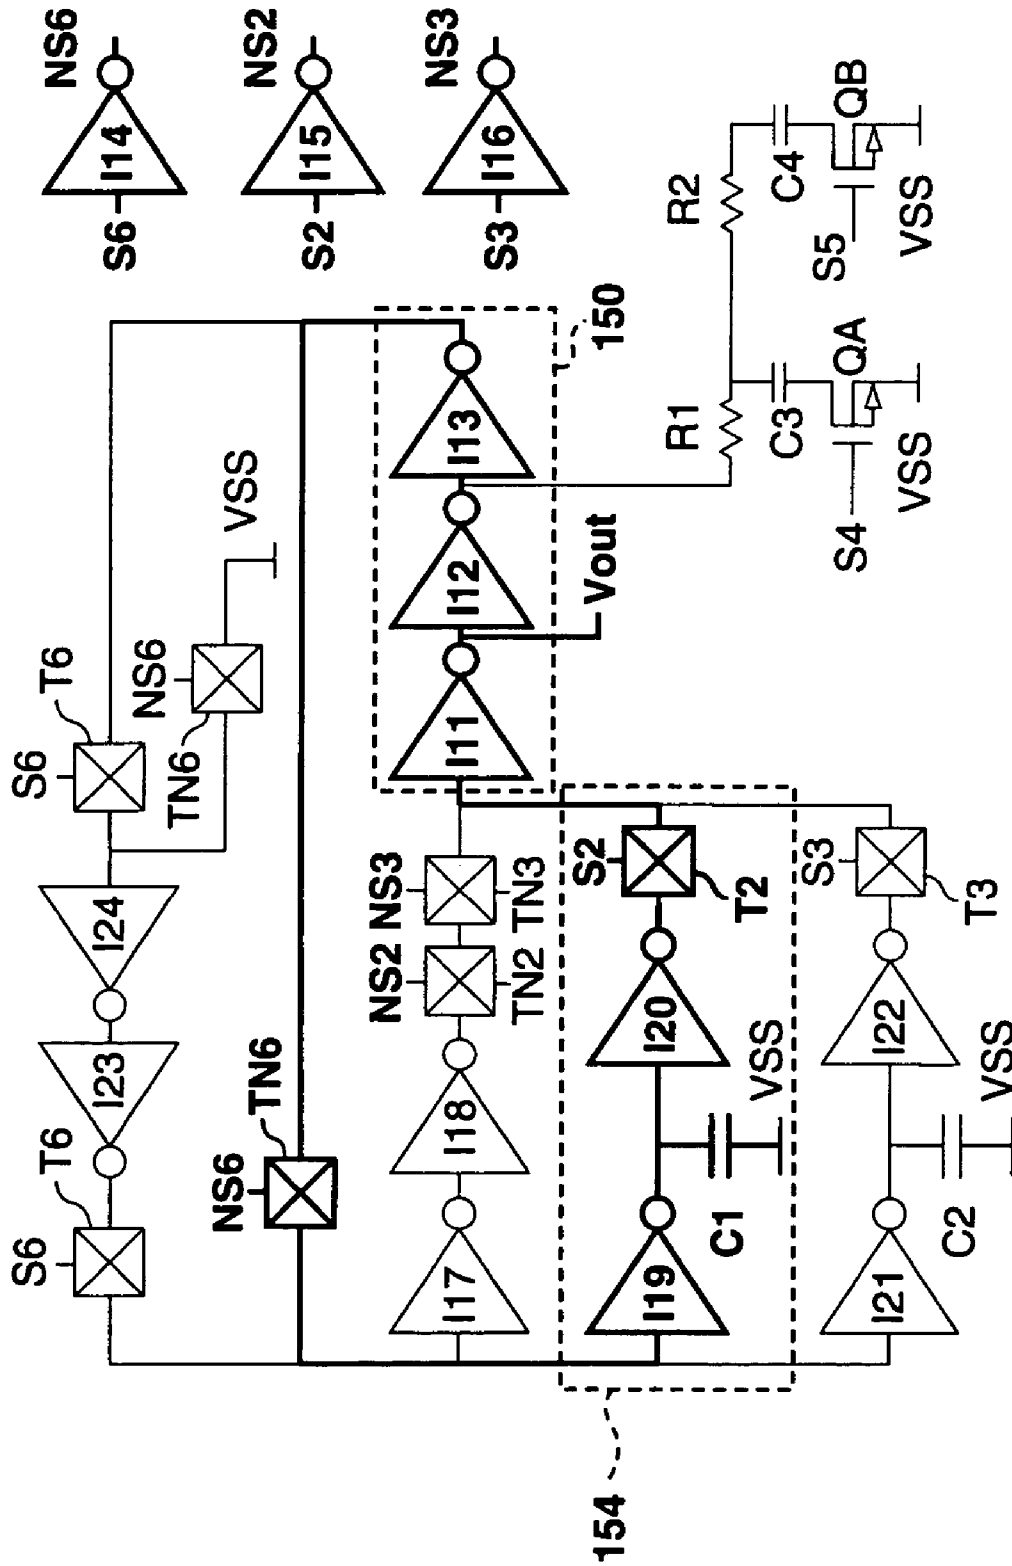 S6
I14
NS6
S2
I15
NS2
S3
I16
NS3
S6
T6
I23
I24
S6
T6
NS6
TN6
VSS
NS6
TN6
I17
I18
NS2
TN2
NS3
TN3
I11
I12
I13
150
Vout
154
I19
C1
VSS
I20
S2
T2
I21
C2
VSS
I22
S3
T3
R1
R2
C3
C4
S4
QA
VSS
S5
QB
VSS